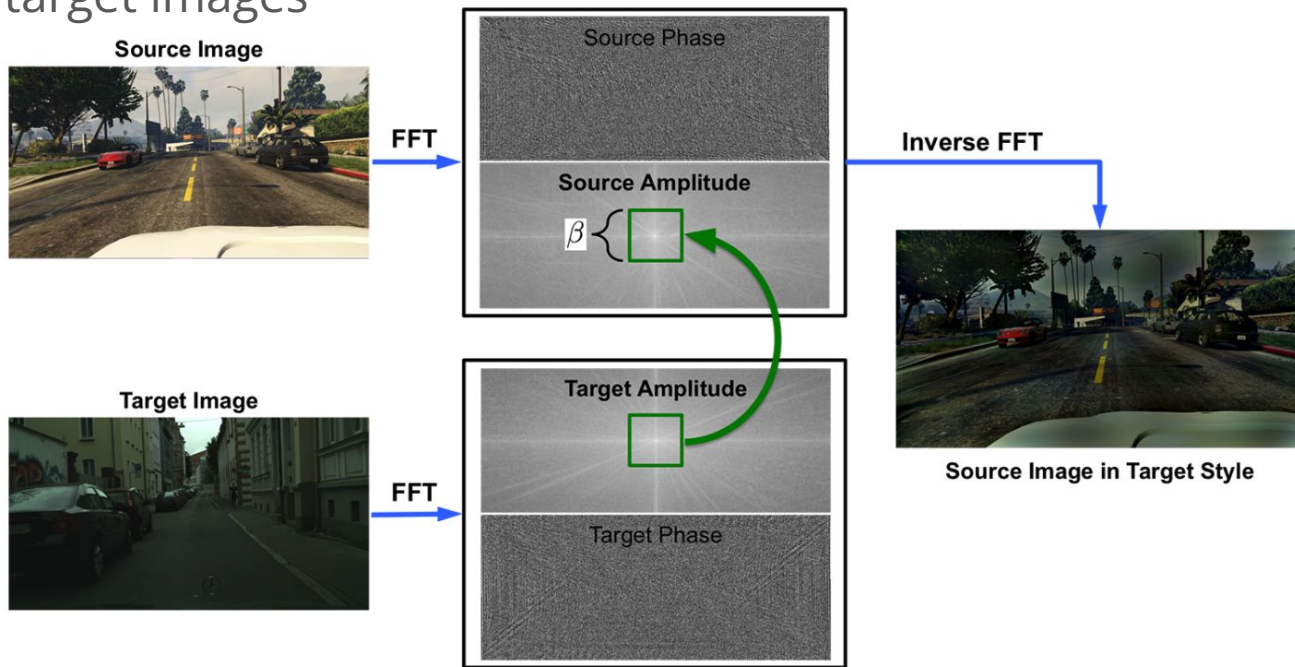 target images
Source Image
FFT
Source Phase
Source Amplitude
β
Inverse FFT
Source Image in Target Style
Target Image
FFT
Target Amplitude
Target Phase